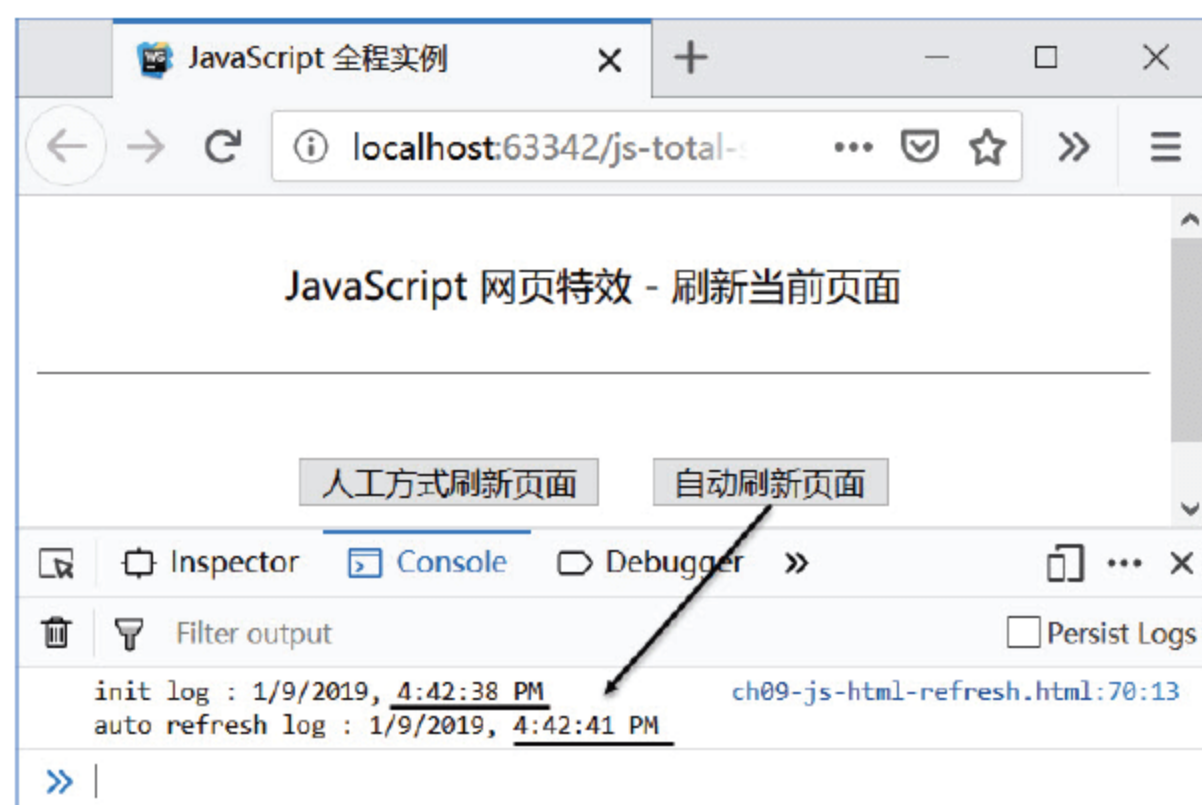 JavaScript 全程实例
localhost:63342/js-total-
JavaScript 网页特效 - 刷新当前页面
人工方式刷新页面 自动刷新页面
Inspector Console Debugger
Filter output Persist Logs
init log : 1/9/2019, 4:42:38 PM ch09-js-html-refresh.html:70:13
auto refresh log : 1/9/2019, 4:42:41 PM